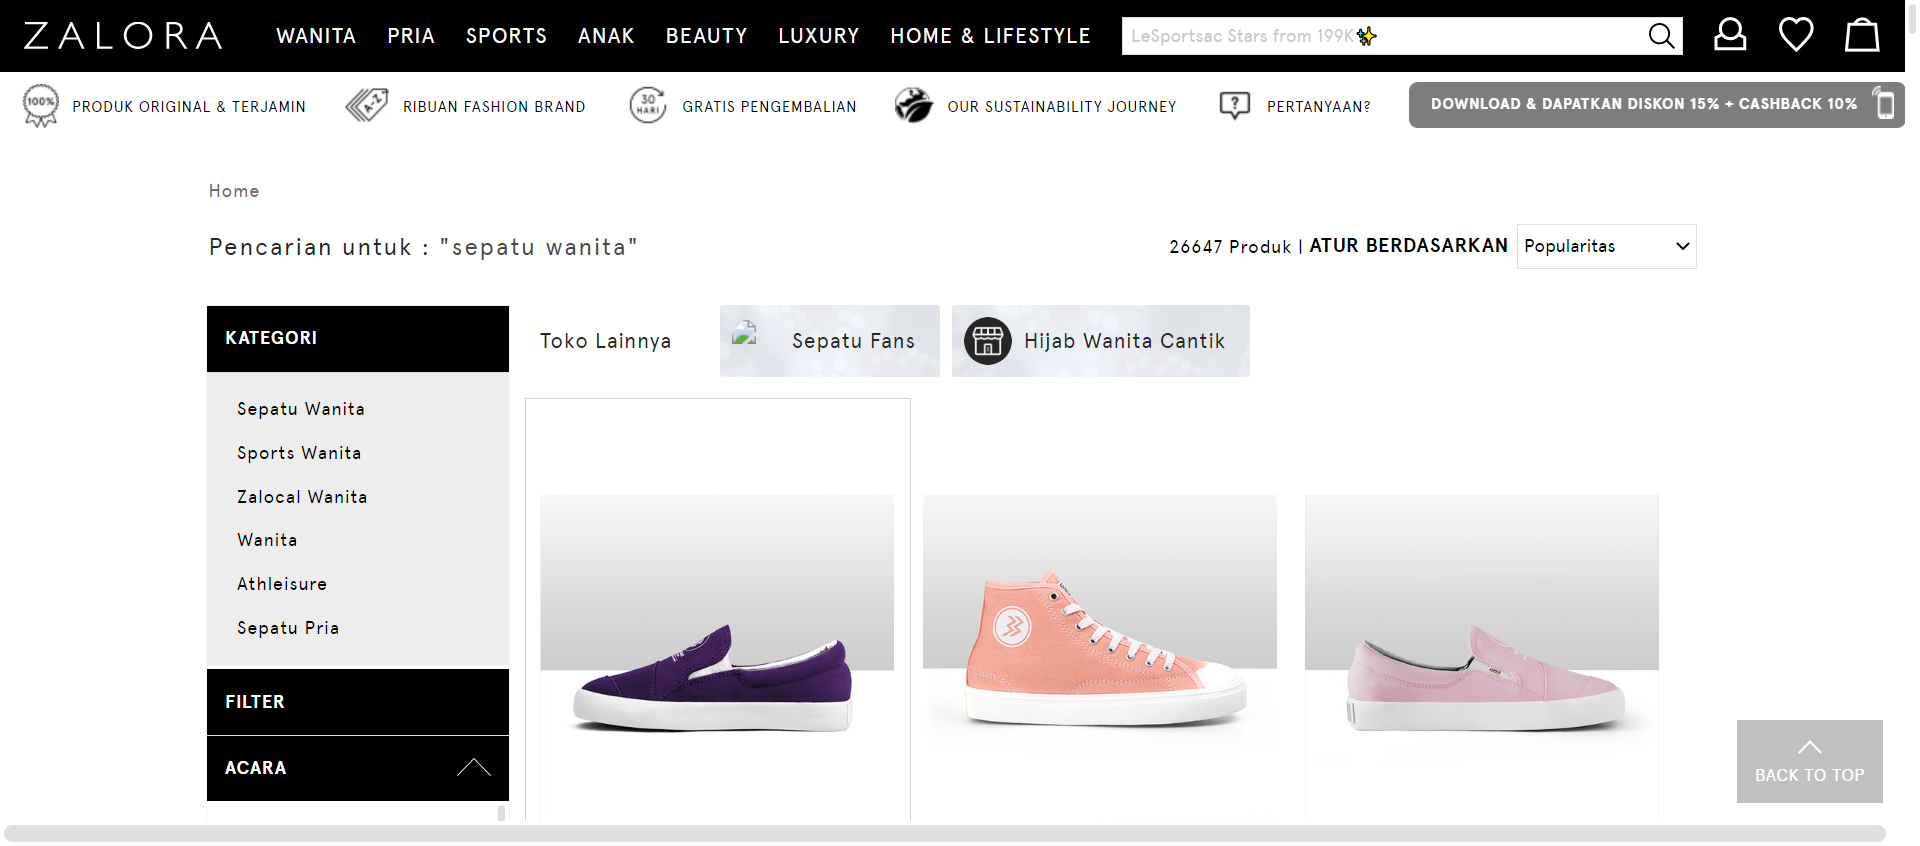 ZALORA WANITA PRIA SPORTS ANAK BEAUTY LUXURY HOME & LIFESTYLE LeSportsac Stars from 199K✨
100% PRODUK ORIGINAL & TERJAMIN A-Z RIBUAN FASHION BRAND 30 HARI GRATIS PENGEMBALIAN OUR SUSTAINABILITY JOURNEY ? PERTANYAAN? DOWNLOAD & DAPATKAN DISKON 15% + CASHBACK 10%
Home
Pencarian untuk : "sepatu wanita" 26647 Produk | ATUR BERDASARKAN Popularitas
KATEGORI
Toko Lainnya Sepatu Fans Hijab Wanita Cantik
Sepatu Wanita
Sports Wanita
Zalocal Wanita
Wanita
Athleisure
Sepatu Pria
FILTER
ACARA
BACK TO TOP